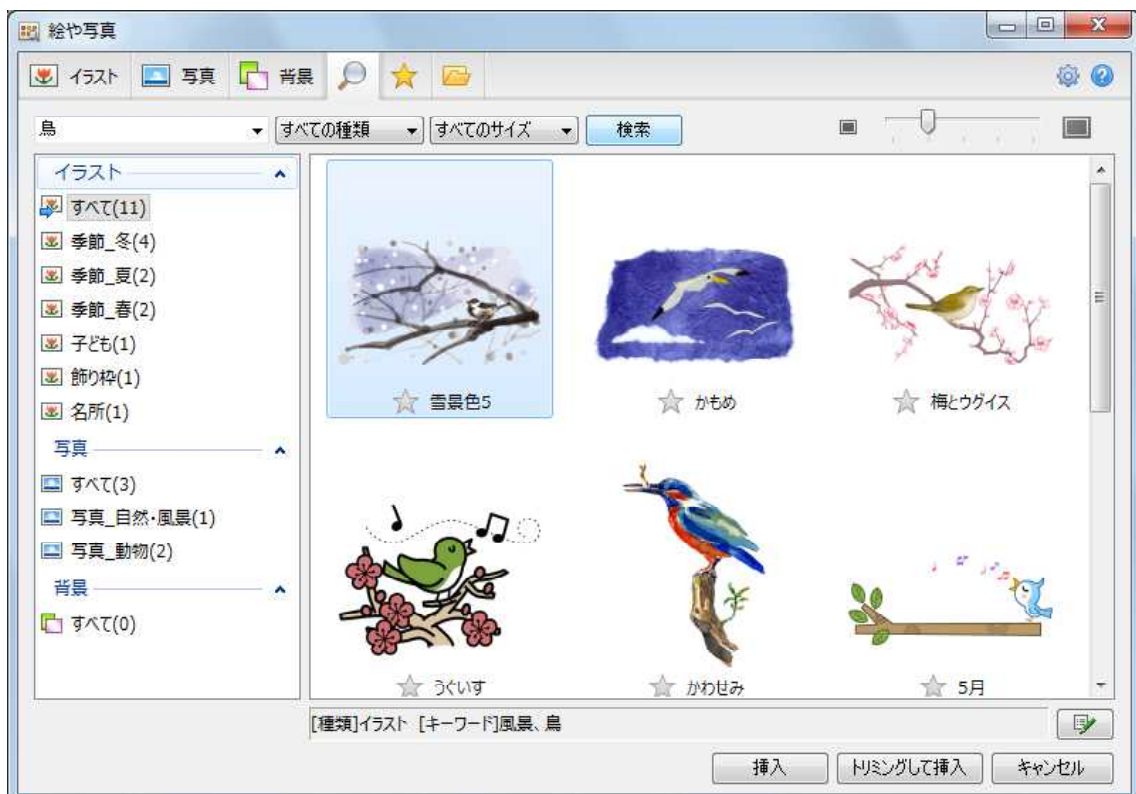 絵や写真
イラスト 写真 背景
鳥 すべての種類 すべてのサイズ 検索
イラスト
すべて(11)
季節_冬(4)
季節_夏(2)
季節_春(2)
子ども(1)
飾り枠(1)
名所(1)
写真
すべて(3)
写真_自然・風景(1)
写真_動物(2)
背景
すべて(0)
雪景色5 かもめ 梅とウグイス
うぐいす かわせみ 5月
[種類]イラスト [キーワード]風景、鳥
挿入 トリミングして挿入 キャンセル